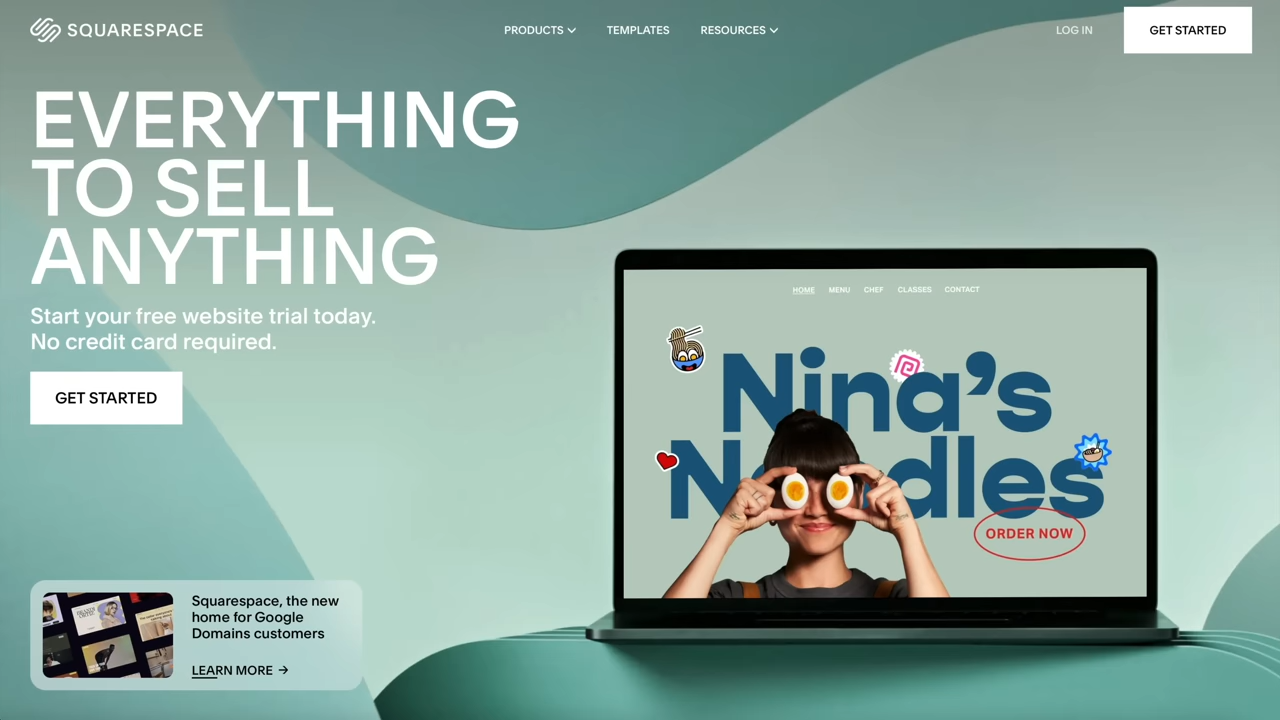 SQUARESPACE
PRODUCTS
TEMPLATES
RESOURCES
LOG IN
GET STARTED
EVERYTHING
TO SELL
ANYTHING
Start your free website trial today.
No credit card required.
GET STARTED
HOME
MENU
CHEF
CLASSES
CONTACT
Nina’s
Noodles
ORDER NOW
Squarespace, the new
home for Google
Domains customers
LEARN MORE →